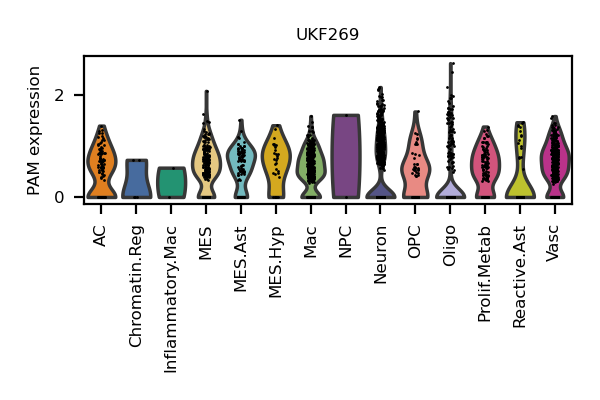 UKF269
PAM expression
2
0
AC
Chromatin.Reg
Inflammatory.Mac
MES
MES.Ast
MES.Hyp
Mac
NPC
Neuron
OPC
Oligo
Prolif.Metab
Reactive.Ast
Vasc